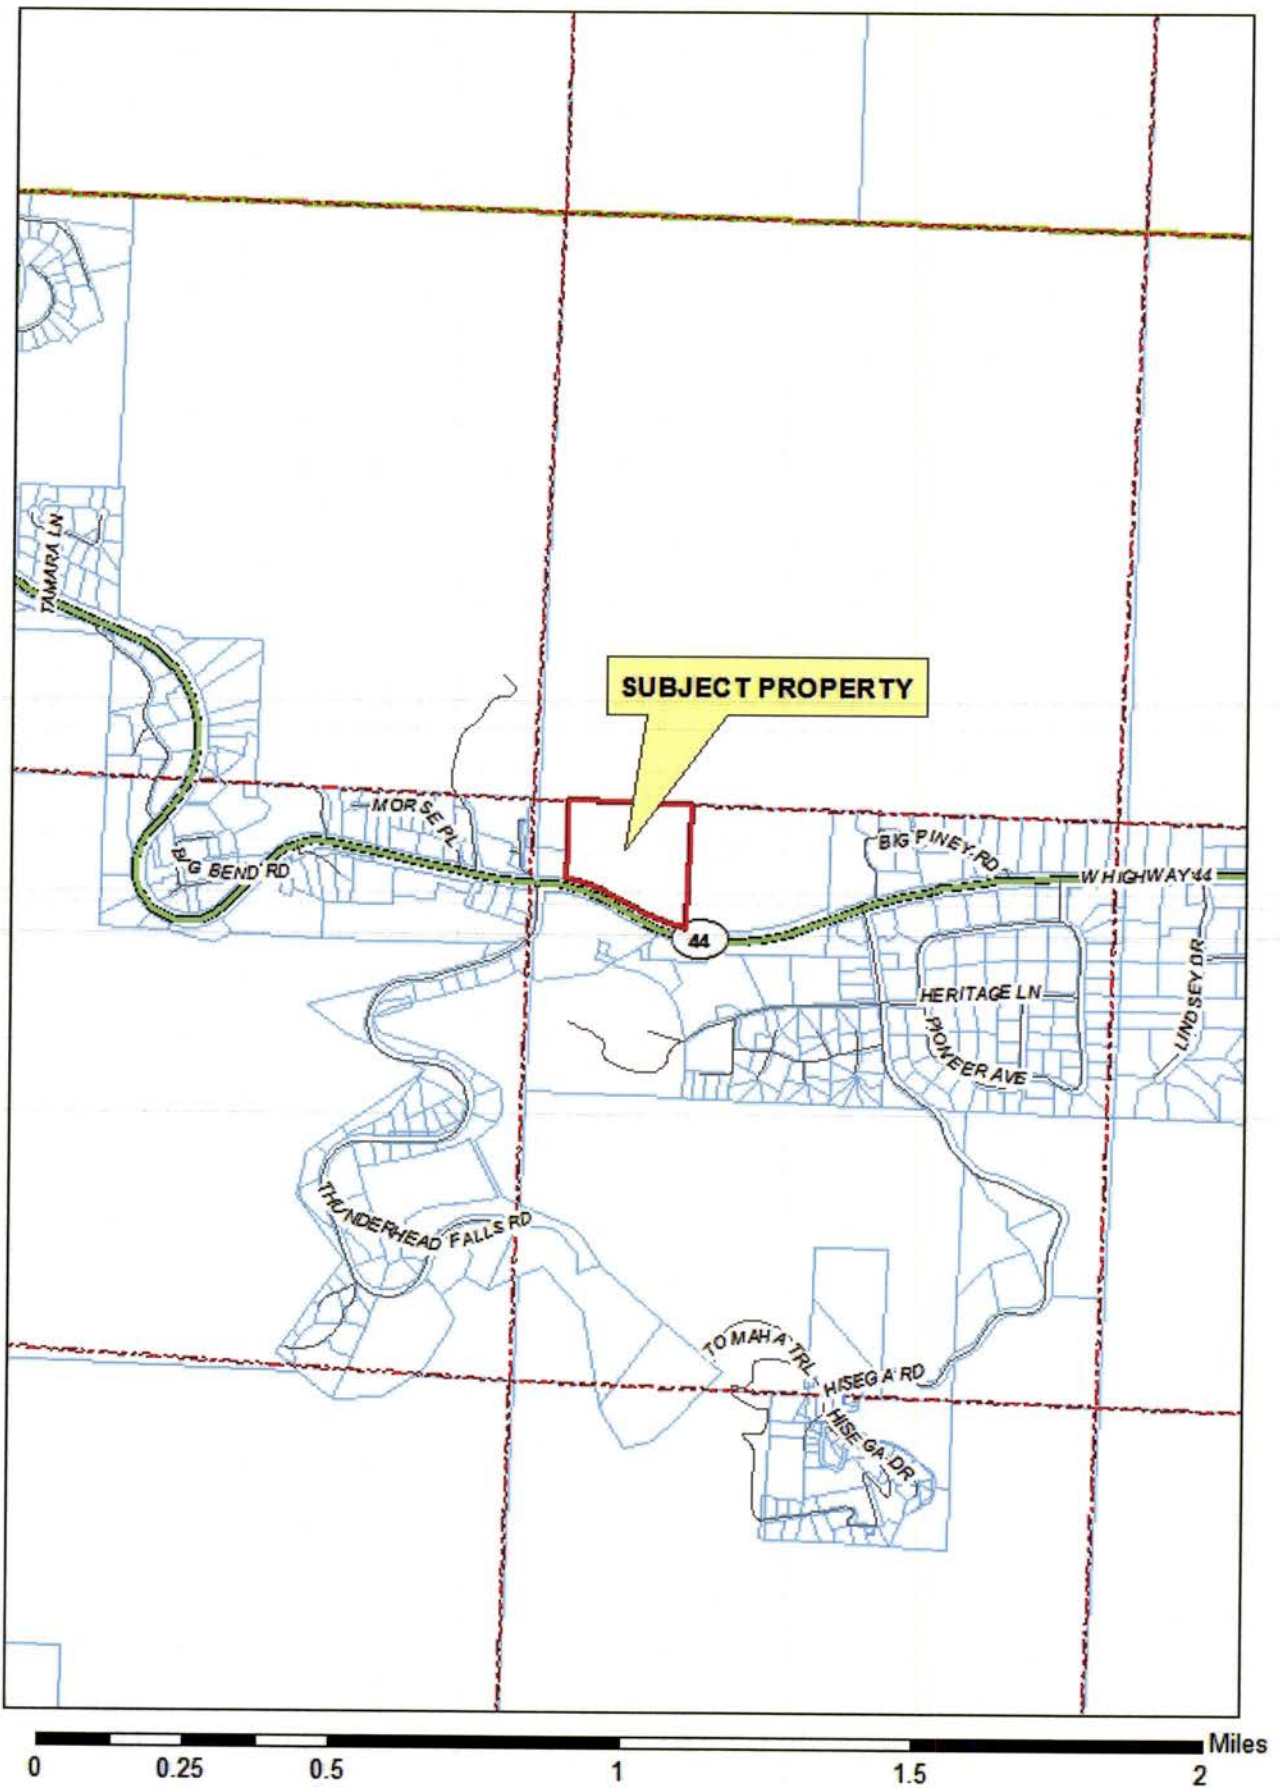 TAMARA LN
SUBJECT PROPERTY
MORSE PL
BIG BEND RD
BIG PINEY RD
W HIGHWAY 44
44
HERITAGE LN
PIONEER AVE
LINDSEY DR
THUNDERHEAD FALLS RD
TOMAHA TRL
HISEGA RD
HISEGA DR
Miles
0 0.25 0.5 1 1.5 2